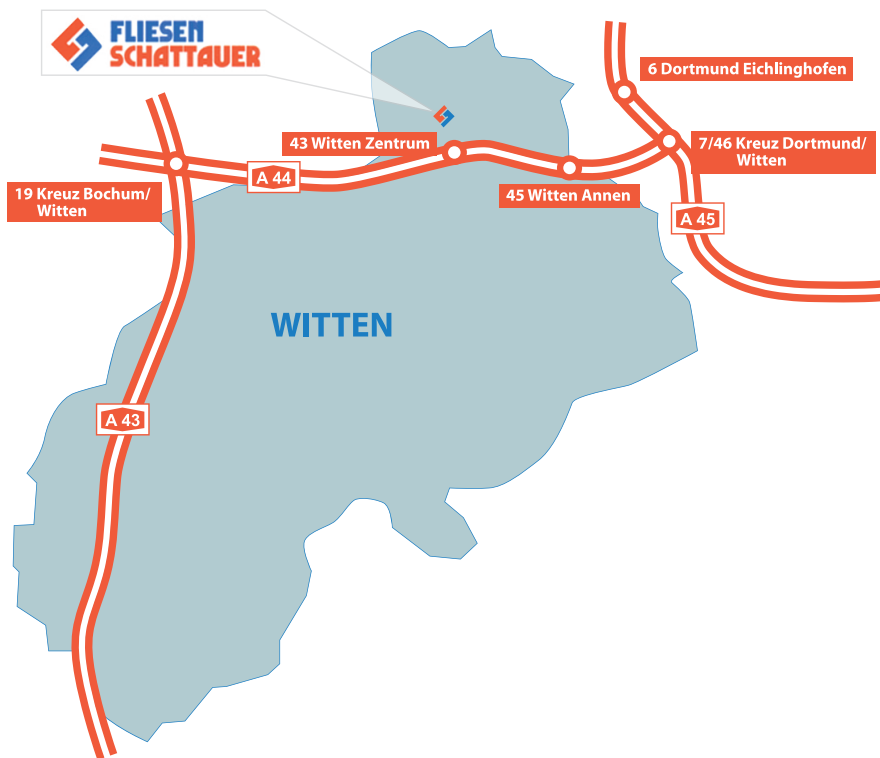 FLIESEN
SCHATTAUER
6 Dortmund Eichlinghofen
43 Witten Zentrum
7/46 Kreuz Dortmund/
Witten
A 44
19 Kreuz Bochum/
Witten
45 Witten Annen
A 45
WITTEN
A 43